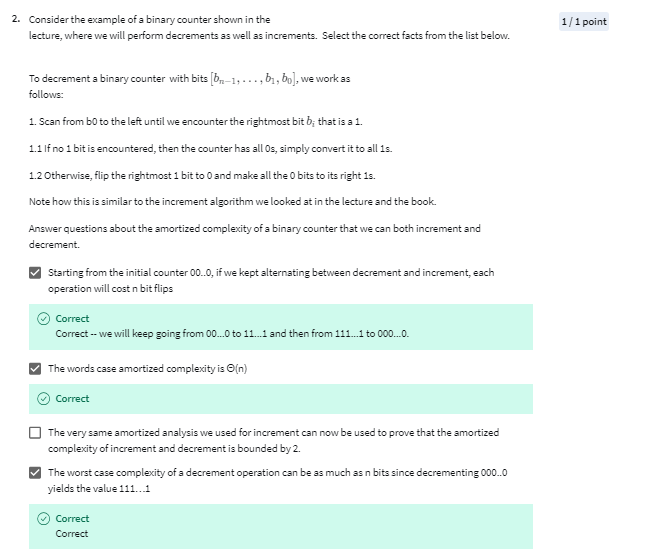 2. Consider the example of a binary counter shown in the
1 / 1 point
lecture, where we will perform decrements as well as increments. Select the correct facts from the list below.
To decrement a binary counter with bits [b_{n-1}, . . . , b_1, b_0], we work as
follows:
1. Scan from b0 to the left until we encounter the rightmost bit b_i that is a 1.
1.1 If no 1 bit is encountered, then the counter has all 0s, simply convert it to all 1s.
1.2 Otherwise, flip the rightmost 1 bit to 0 and make all the 0 bits to its right 1s.
Note how this is similar to the increment algorithm we looked at in the lecture and the book.
Answer questions about the amortized complexity of a binary counter that we can both increment and
decrement.
Starting from the initial counter 00..0, if we kept alternating between decrement and increment, each
operation will cost n bit flips
Correct
Correct -- we will keep going from 00...0 to 11...1 and then from 111...1 to 000...0.
The words case amortized complexity is Θ(n)
Correct
The very same amortized analysis we used for increment can now be used to prove that the amortized
complexity of increment and decrement is bounded by 2.
The worst case complexity of a decrement operation can be as much as n bits since decrementing 000..0
yields the value 111...1
Correct
Correct